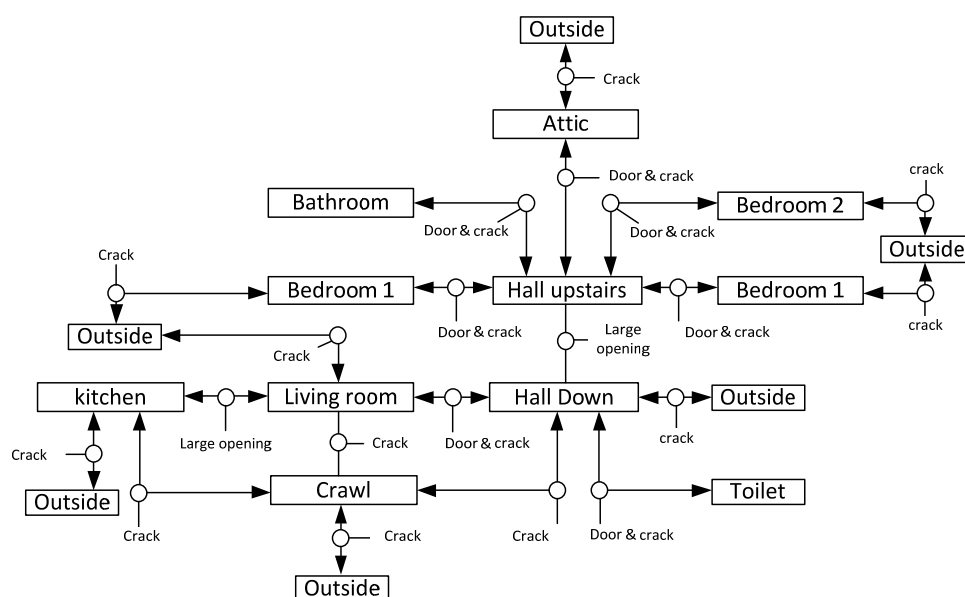 Outside
Crack
Attic
Door & crack
crack
Bathroom
Bedroom 2
Door & crack
Door & crack
Outside
Crack
Bedroom 1
Hall upstairs
Bedroom 1
Door & crack
Door & crack
crack
Outside
Crack
Large
opening
kitchen
Living room
Hall Down
Outside
Large opening
Crack
Door & crack
crack
Crack
Outside
Crawl
Toilet
Crack
Crack
Crack
Door & crack
Outside